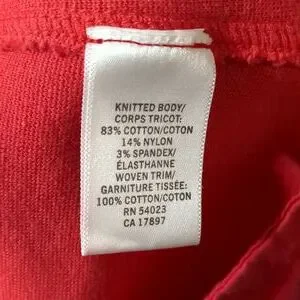 KNITTED BODY/
CORPS TRICOT:
83% COTTON/COTON
14% NYLON
3% SPANDEX/
ÉLASTHANNE
WOVEN TRIM/
GARNITURE TISSÉE:
100% COTTON/COTON
RN 54023
CA 17897